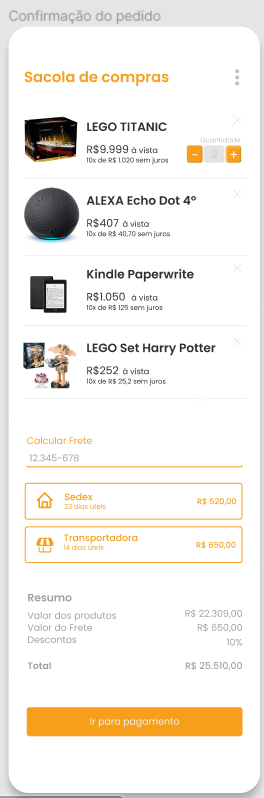 Confirmação do pedido
Sacola de compras
LEGO TITANIC
Quantidade
R$9.999 à vista
10x de R$ 1.020 sem juros
- 2 +
ALEXA Echo Dot 4º
R$407 à vista
10x de R$ 40,70 sem juros
Kindle Paperwrite
R$1.050 à vista
10x de R$ 125 sem juros
LEGO Set Harry Potter
R$252 à vista
10x de R$ 25,2 sem juros
Calcular Frete
12.345-678
Sedex
23 dias úteis
R$ 520,00
Transportadora
14 dias úteis
R$ 650,00
Resumo
Valor dos produtos R$ 22.309,00
Valor do Frete R$ 650,00
Descontos 10%
Total R$ 25.510,00
Ir para pagamento